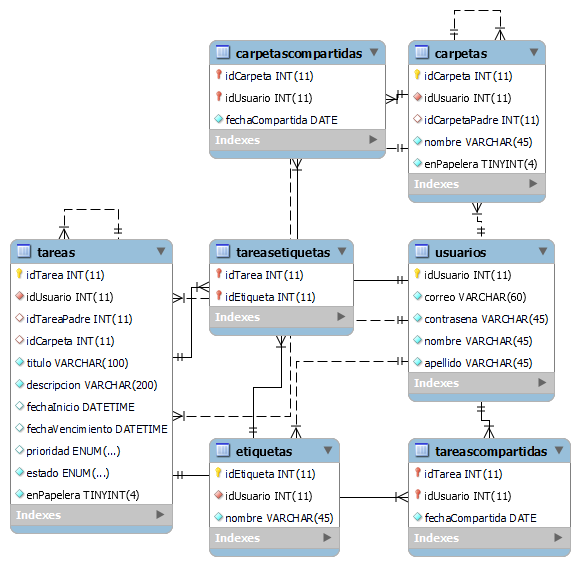 carpetascompartidas
idCarpeta INT(11)
idUsuario INT(11)
fechaCompartida DATE
Indexes
carpetas
idCarpeta INT(11)
idUsuario INT(11)
idCarpetaPadre INT(11)
nombre VARCHAR(45)
enPapelera TINYINT(4)
Indexes
tareas
idTarea INT(11)
idUsuario INT(11)
idTareaPadre INT(11)
idCarpeta INT(11)
titulo VARCHAR(100)
descripcion VARCHAR(200)
fechaInicio DATETIME
fechaVencimiento DATETIME
prioridad ENUM(...)
estado ENUM(...)
enPapelera TINYINT(4)
Indexes
tareasetiquetas
idTarea INT(11)
idEtiqueta INT(11)
Indexes
usuarios
idUsuario INT(11)
correo VARCHAR(60)
contrasena VARCHAR(45)
nombre VARCHAR(45)
apellido VARCHAR(45)
Indexes
etiquetas
idEtiqueta INT(11)
idUsuario INT(11)
nombre VARCHAR(45)
Indexes
tareascompartidas
idTarea INT(11)
idUsuario INT(11)
fechaCompartida DATE
Indexes